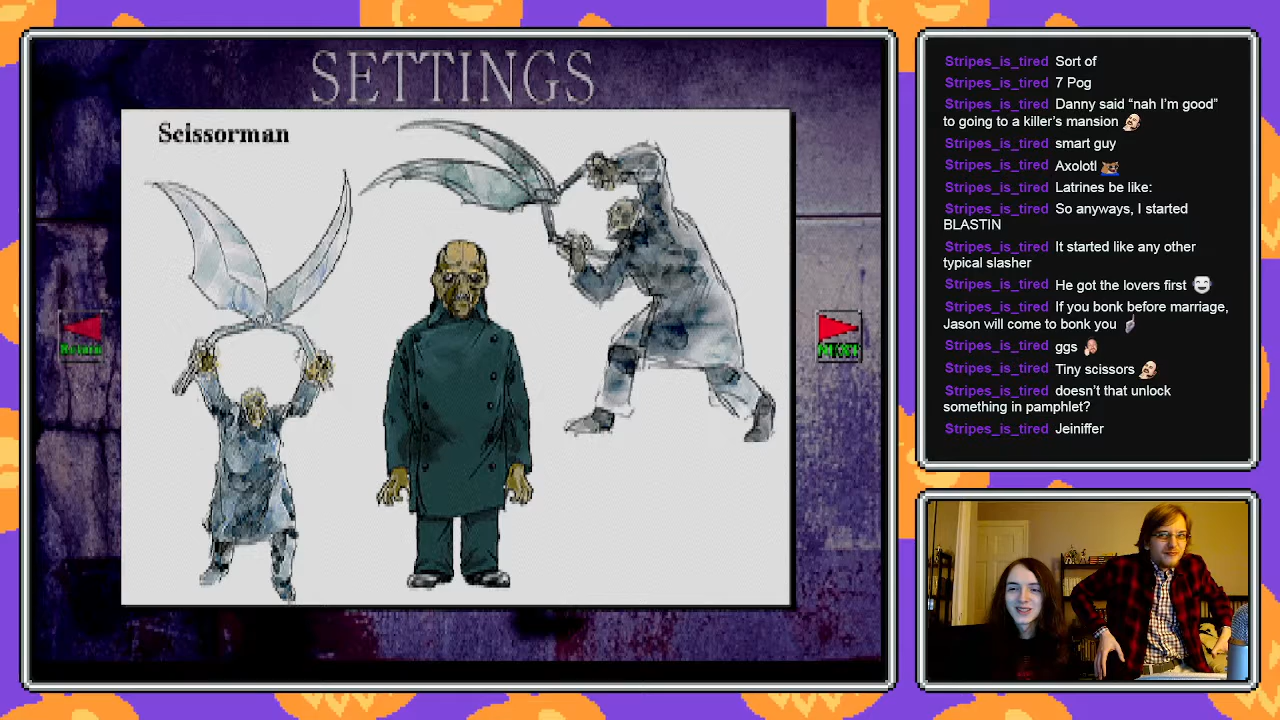 SETTINGS
Scissorman
Return
Stripes_is_tired Sort of
Stripes_is_tired 7 Pog
Stripes_is_tired Danny said “nah I’m good”
to going to a killer’s mansion
Stripes_is_tired smart guy
Stripes_is_tired Axolotl
Stripes_is_tired Latrines be like:
Stripes_is_tired So anyways, I started
BLASTIN
Stripes_is_tired It started like any other
typical slasher
Stripes_is_tired He got the lovers first
Stripes_is_tired If you bonk before marriage,
Jason will come to bonk you
Stripes_is_tired ggs
Stripes_is_tired Tiny scissors
Stripes_is_tired doesn’t that unlock
something in pamphlet?
Stripes_is_tired Jeiniffer